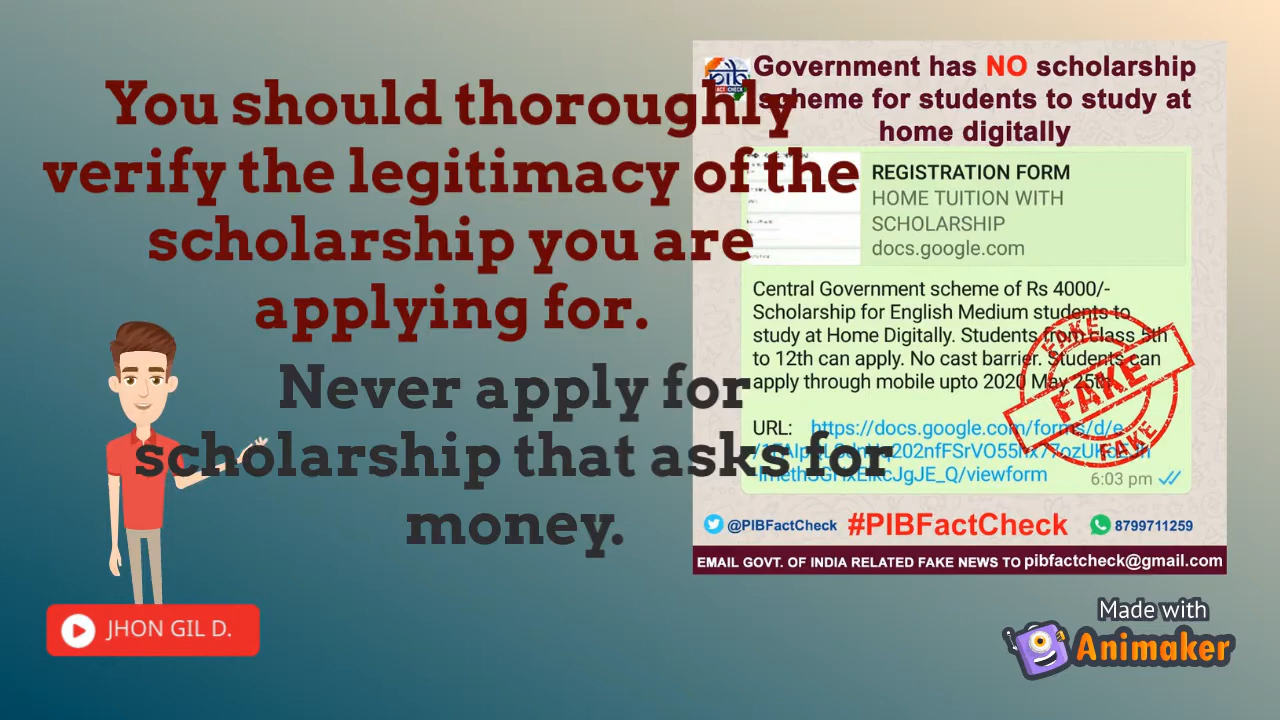 You should thoroughly
verify the legitimacy of the
scholarship you are
applying for.
Never apply for
scholarship that asks for
money.
JHON GIL D.
Government has NO scholarship
scheme for students to study at
home digitally
REGISTRATION FORM
HOME TUITION WITH
SCHOLARSHIP
docs.google.com
Central Government scheme of Rs 4000/-
Scholarship for English Medium students to
study at Home Digitally. Students from class 5th
to 12th can apply. No cast barrier. Students can
apply through mobile upto 2020 May 25th.
FAKE
FAKE
FAKE
URL: https://docs.google.com/forms/d/e
/viewform
6:03 pm
@PIBFactCheck #PIBFactCheck 8799711259
EMAIL GOVT. OF INDIA RELATED FAKE NEWS TO pibfactcheck@gmail.com
Made with
Animaker